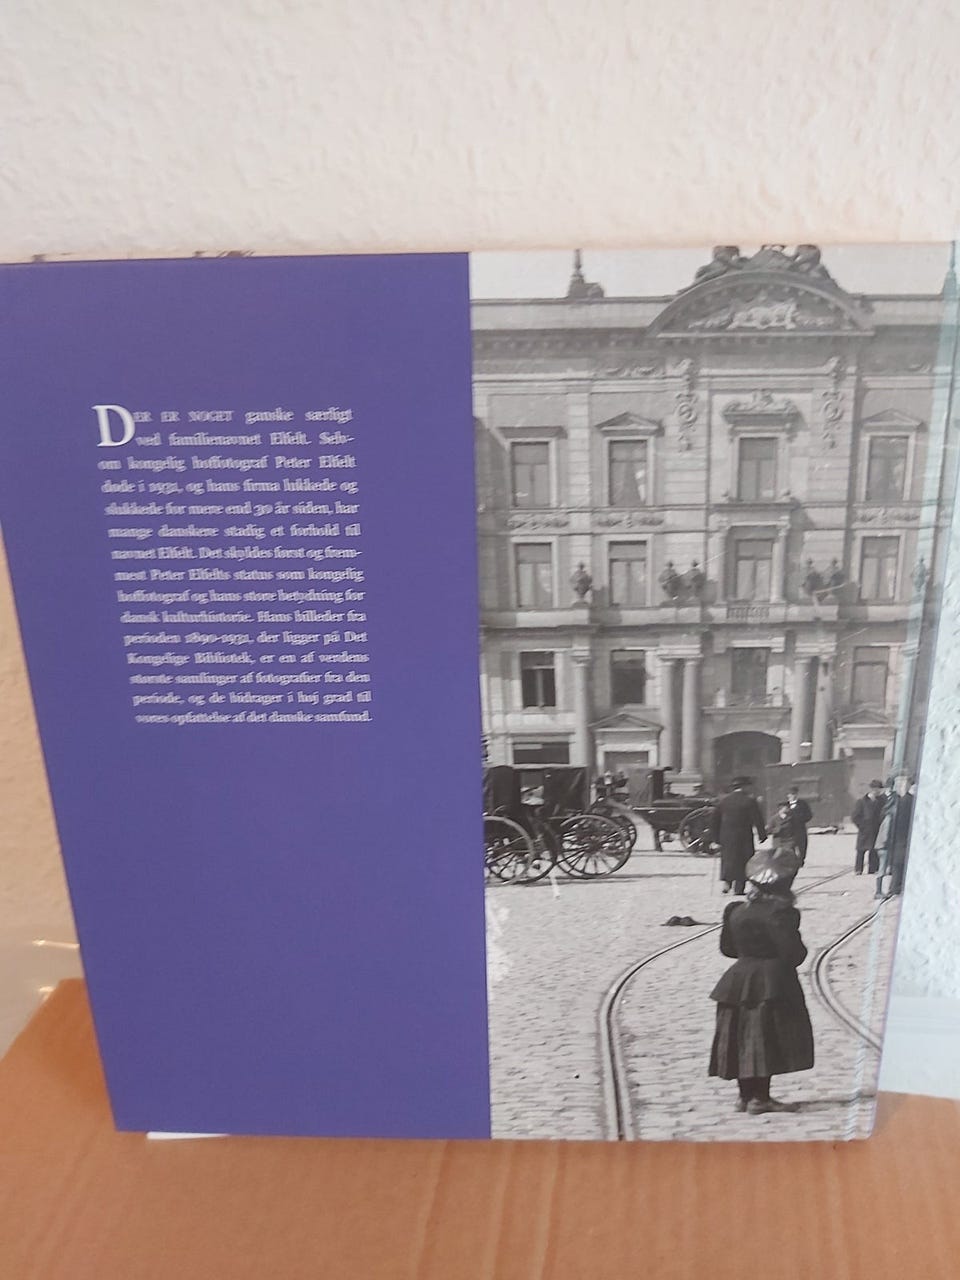 DER ER NOGET ganske særligt
ved familienavnet Elfelt. Selv-
om kongelig hoffotograf Peter Elfelt
døde i 1931, og hans firma lukkede og
slukkede for mere end 30 år siden, har
mange danskere stadig et forhold til
navnet Elfelt. Det skyldes først og frem-
mest Peter Elfelts status som kongelig
hoffotograf og hans store betydning for
dansk kulturhistorie. Hans billeder fra
perioden 1890-1931, der ligger på Det
Kongelige Bibliotek, er en af verdens
største samlinger af fotografier fra den
periode, og de bidrager i høj grad til
vores opfattelse af det danske samfund.